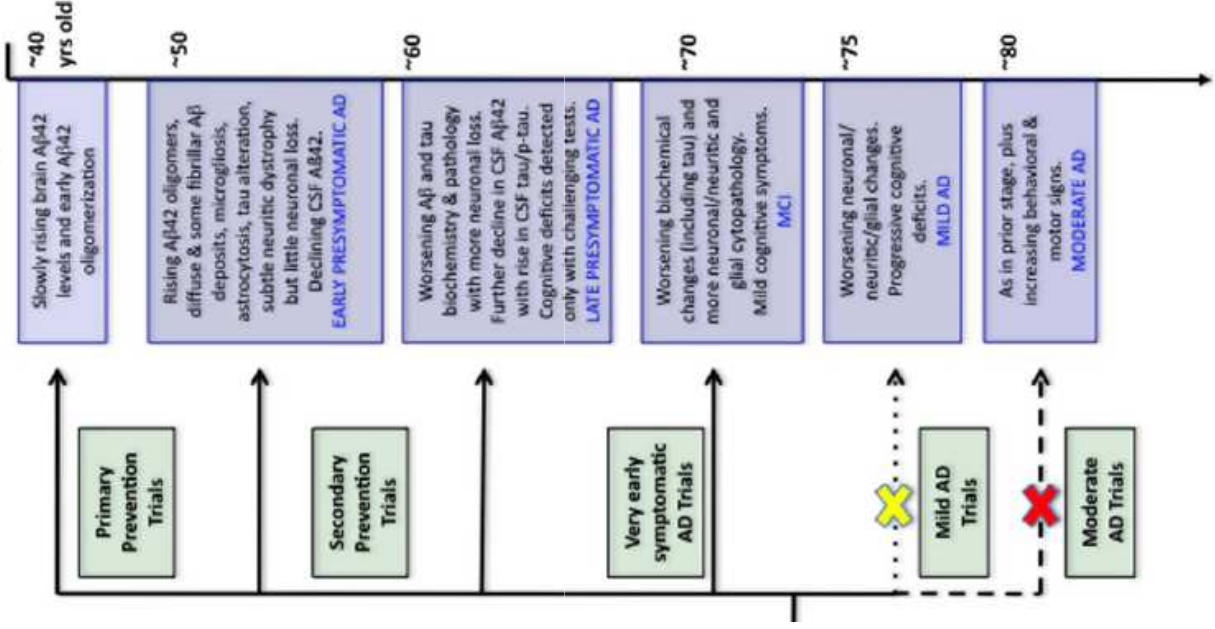 ~40
yrs old
Slowly rising brain Aβ42
levels and early Aβ42
oligomerization
~50
Rising Aβ42 oligomers,
diffuse & some fibrillar Aβ
deposits, microgliosis,
astrocytosis, tau alteration,
subtle neuritic dystrophy
but little neuronal loss.
Declining CSF Aß42.
EARLY PRESYMPTOMATIC AD
~60
Worsening Aβ and tau
biochemistry & pathology
with more neuronal loss.
Further decline in CSF Aβ42
with rise in CSF tau/p-tau.
Cognitive deficits detected
only with challenging tests.
LATE PRESYMPTOMATIC AD
~70
Worsening biochemical
changes (including tau) and
more neuronal/neuritic and
glial cytopathology.
Mild cognitive symptoms.
MCI
~75
Worsening neuronal/
neuritic/glial changes.
Progressive cognitive
deficits.
MILD AD
~80
As in prior stage, plus
increasing behavioral &
motor signs.
MODERATE AD
Primary
Prevention
Trials
Secondary
Prevention
Trials
Very early
symptomatic
AD Trials
Mild AD
Trials
Moderate
AD Trials